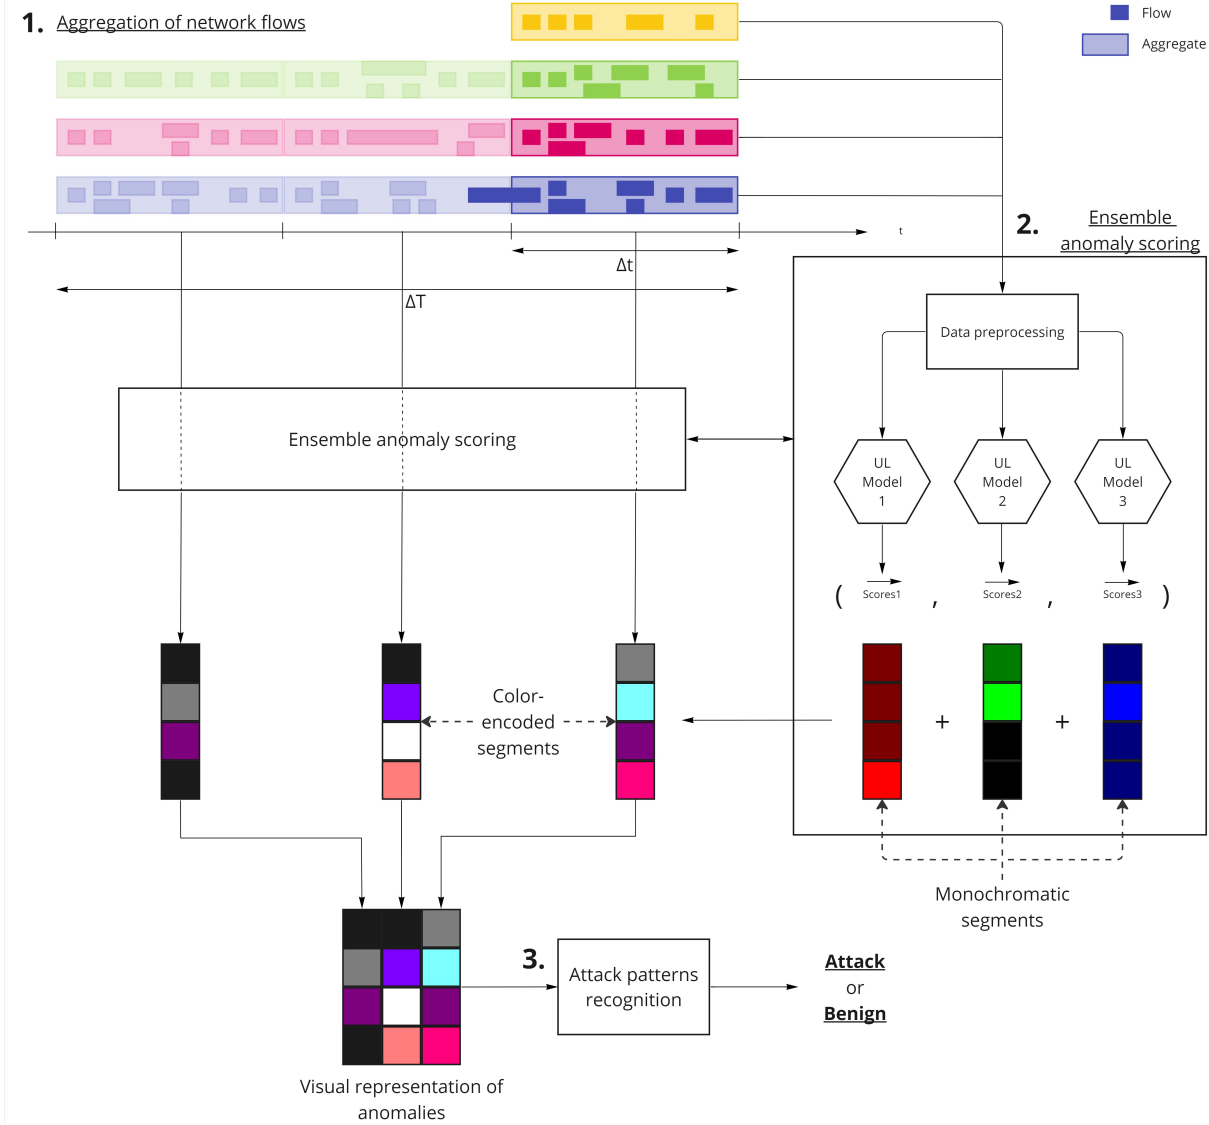 1. Aggregation of network flows
Flow
Aggregate
t
Δt
ΔT
2. Ensemble
anomaly scoring
Data preprocessing
Ensemble anomaly scoring
UL
Model
1
UL
Model
2
UL
Model
3
( Scores1 , Scores2 , Scores3 )
Color-
encoded
segments
+ +
Monochromatic
segments
3.
Attack patterns
recognition
Attack
or
Benign
Visual representation of
anomalies